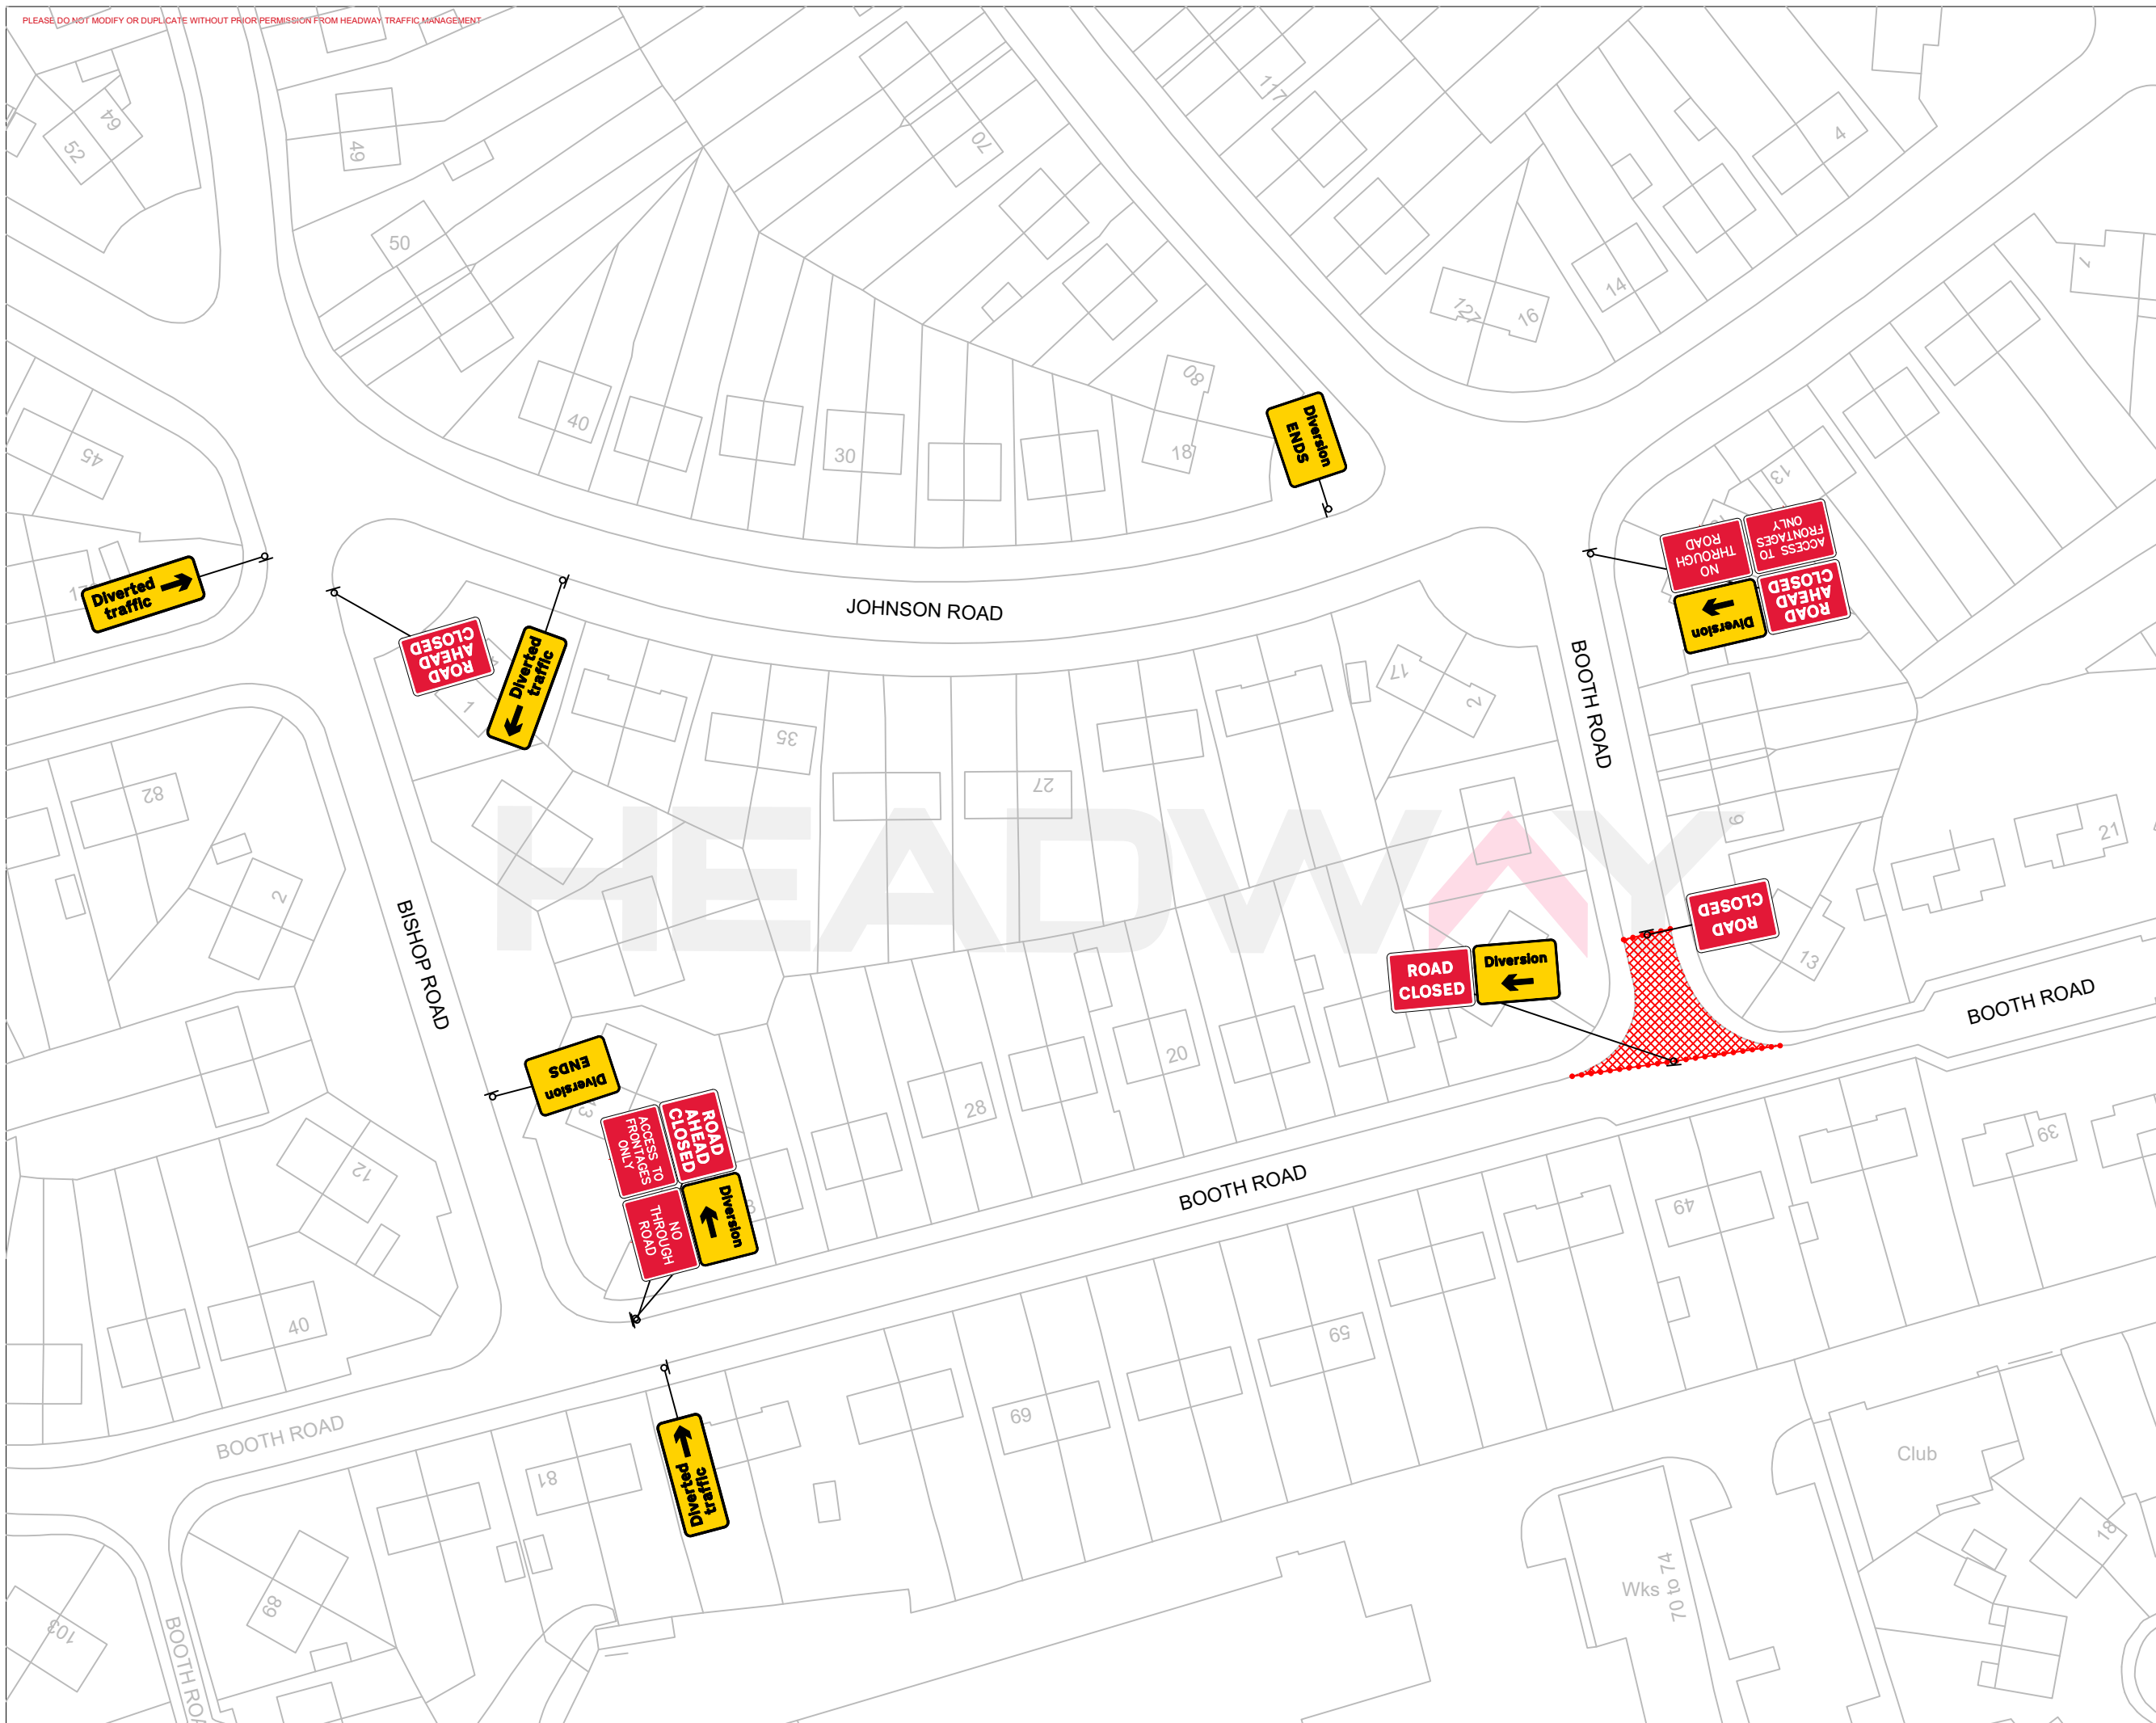 PLEASE DO NOT MODIFY OR DUPLICATE WITHOUT PRIOR PERMISSION FROM HEADWAY TRAFFIC MANAGEMENT
117
64
52
49
70
4
50
7
14
127
16
80
40
18
30
45
13
Diversion
ENDS
NO
THROUGH
ROAD
ACCESS TO
FRONTAGES
ONLY
Diversion
ROAD
AHEAD
CLOSED
Diverted
traffic
ROAD
AHEAD
CLOSED
Diverted
traffic
JOHNSON ROAD
BOOTH ROAD
1
17
2
35
27
82
9
21
HEADWAY
2
BISHOP ROAD
ROAD
CLOSED
13
ROAD
CLOSED
Diversion
BOOTH ROAD
20
28
Diversion
ENDS
ACCESS TO
FRONTAGES
ONLY
ROAD
AHEAD
CLOSED
NO
THROUGH
ROAD
Diversion
BOOTH ROAD
39
12
49
40
59
69
BOOTH ROAD
81
Diverted
traffic
Club
18
Wks
70 to 74
89
103
BOOTH ROA